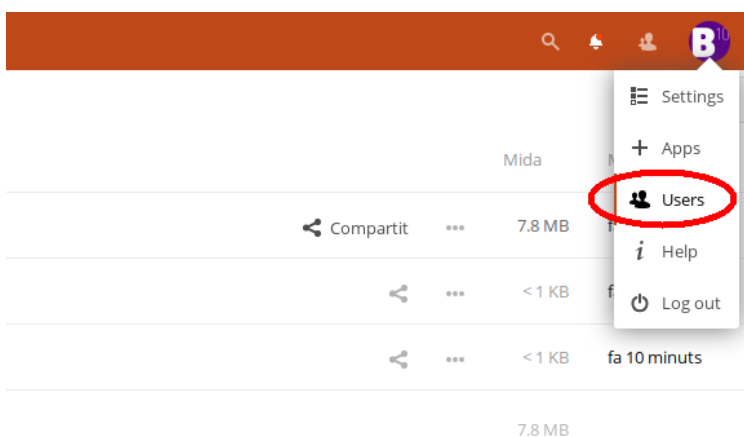 B10
Settings
Apps
Mida
Users
Compartit
7.8 MB
Help
< 1 KB
Log out
< 1 KB
fa 10 minuts
7.8 MB